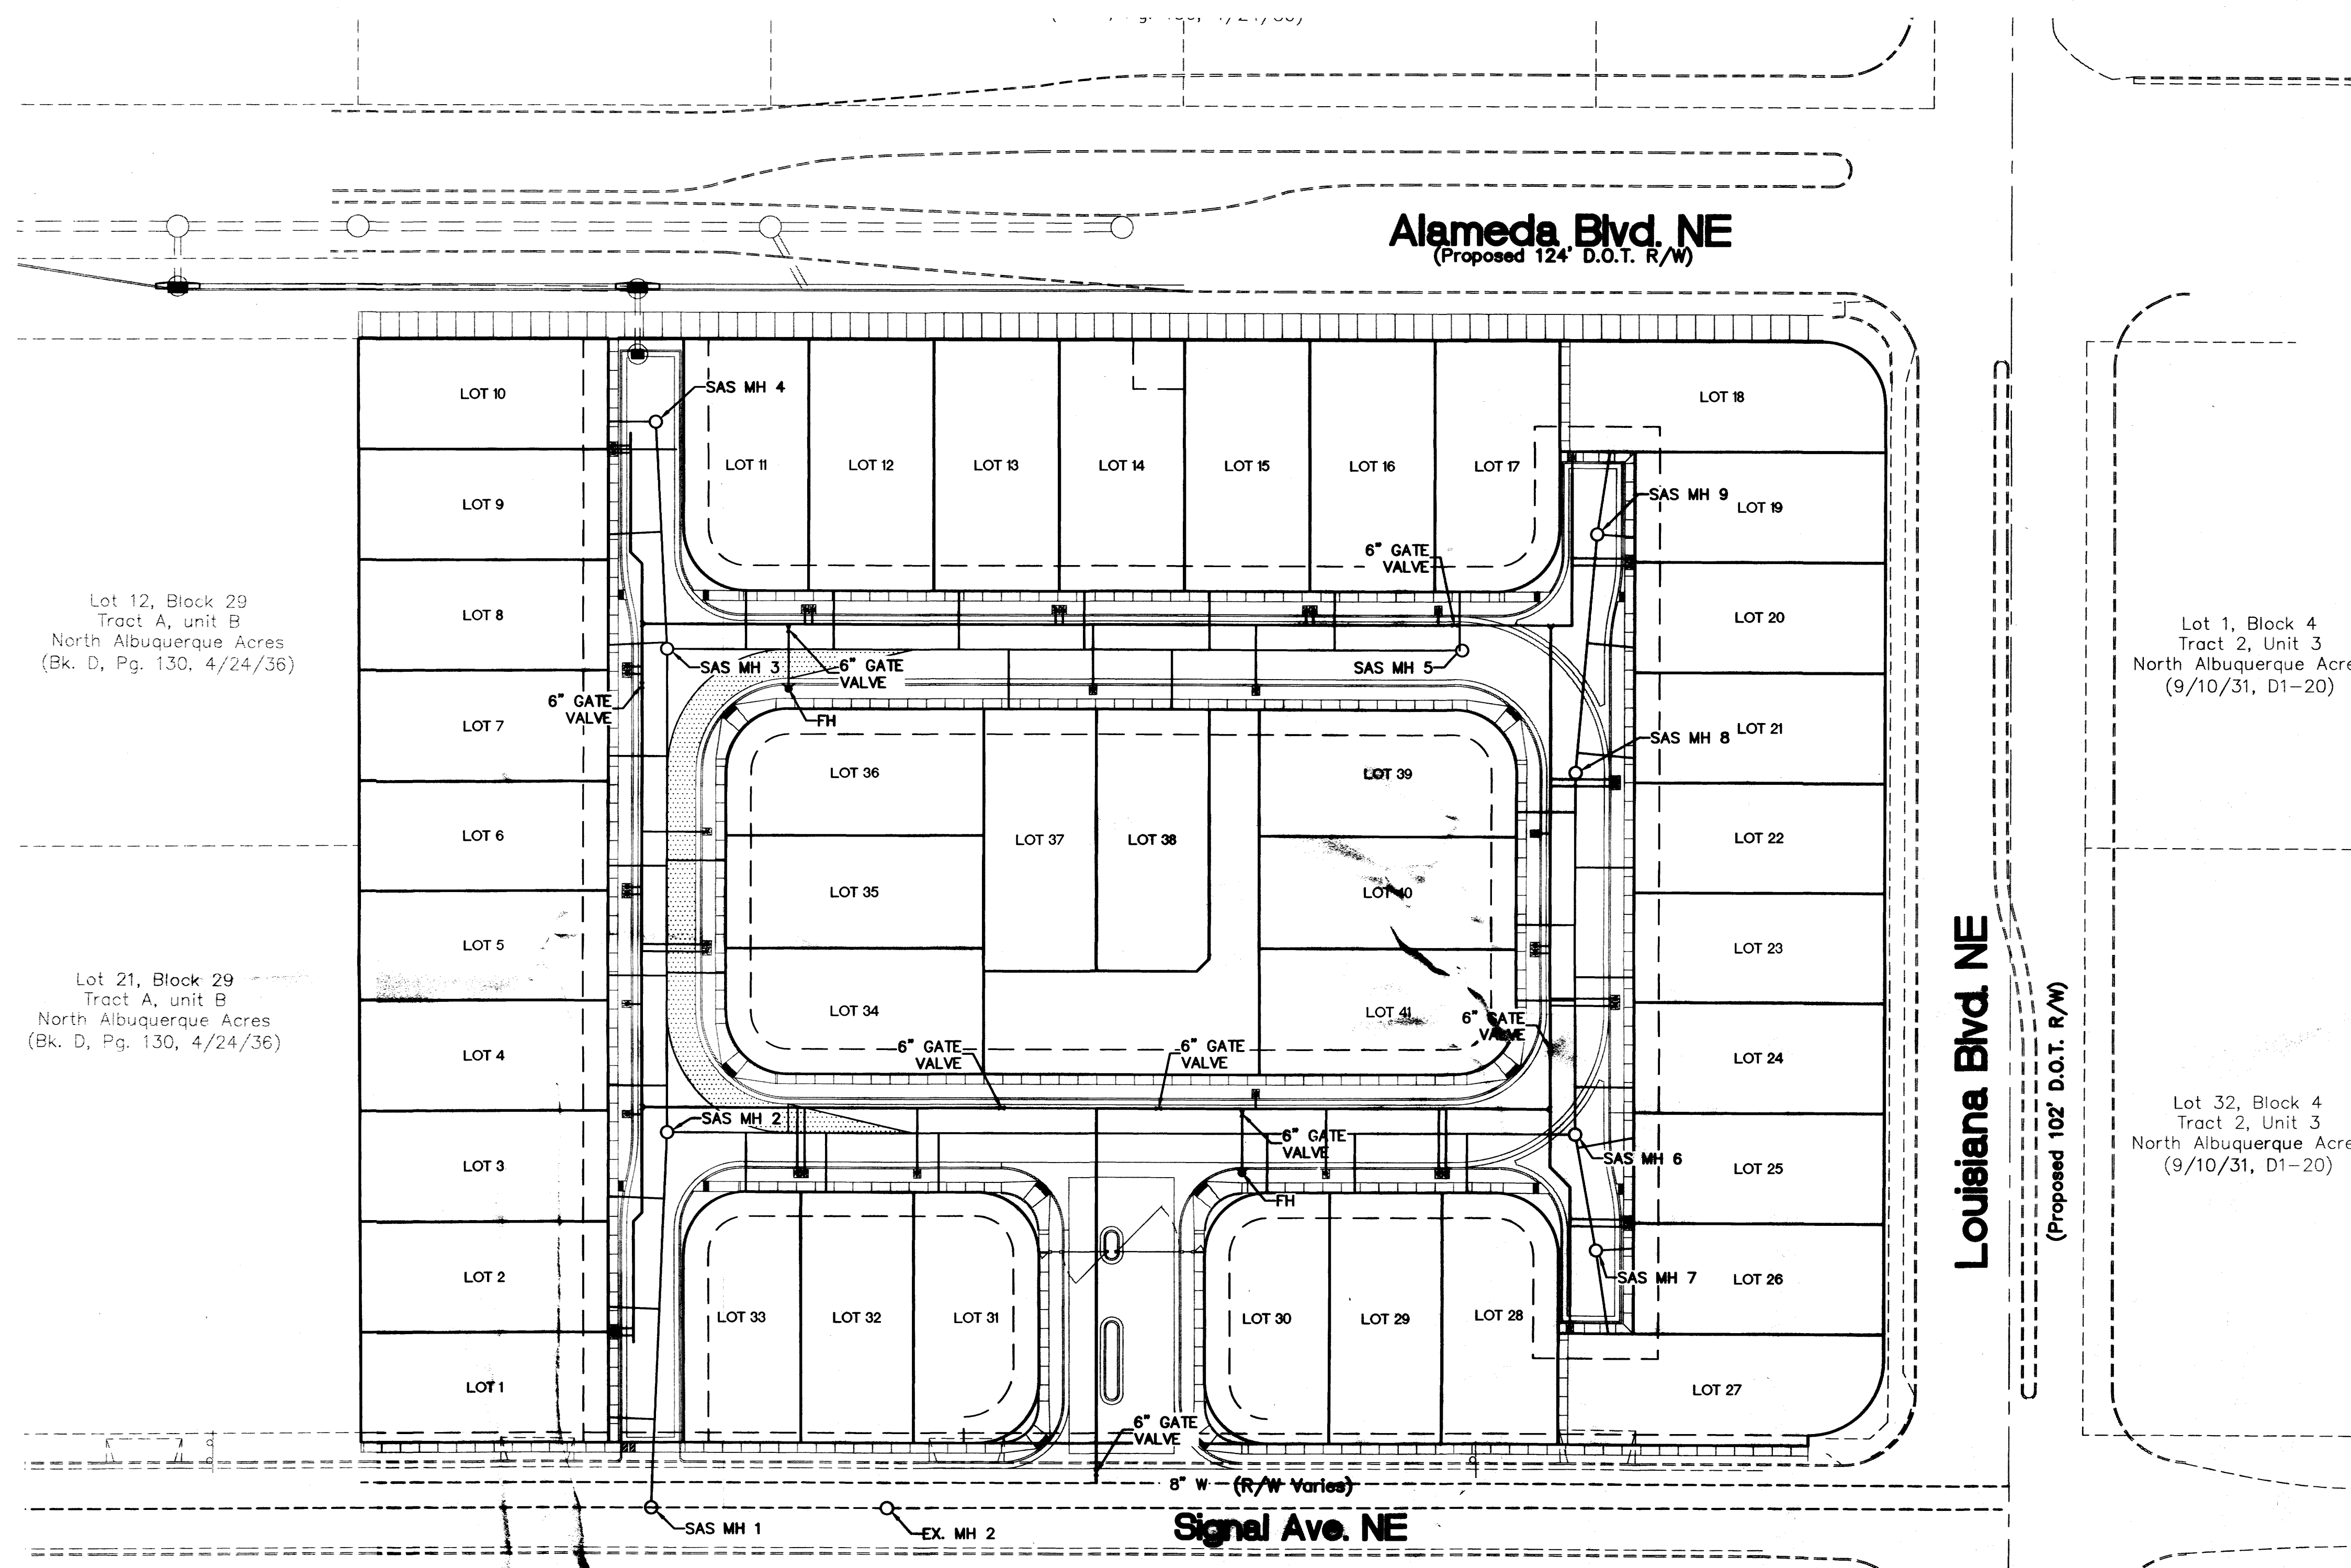 Alameda Blvd. NE
(Proposed 124' D.O.T. R/W)
LOT 10
SAS MH 4
LOT 18
LOT 11
LOT 12
LOT 13
LOT 14
LOT 15
LOT 16
LOT 17
LOT 9
SAS MH 9
LOT 19
6" GATE
VALVE
Lot 12, Block 29
Tract A, unit B
North Albuquerque Acres
(Bk. D, Pg. 130, 4/24/36)
LOT 8
LOT 20
Lot 1, Block 4
Tract 2, Unit 3
North Albuquerque Acre
(9/10/31, D1-20)
SAS MH 3
6" GATE
VALVE
SAS MH 5
6" GATE
VALVE
FH
LOT 7
LOT 21
SAS MH 8
LOT 36
LOT 39
LOT 6
LOT 37
LOT 38
LOT 22
LOT 35
LOT 40
LOT 5
LOT 23
Lot 21, Block 29
Tract A, unit B
North Albuquerque Acres
(Bk. D, Pg. 130, 4/24/36)
LOT 34
LOT 41
6" GATE
VALVE
6" GATE
VALVE
6" GATE
VALVE
LOT 4
LOT 24
Louisiana Blvd. NE
(Proposed 102' D.O.T. R/W)
SAS MH 2
6" GATE
VALVE
Lot 32, Block 4
Tract 2, Unit 3
North Albuquerque Acre
(9/10/31, D1-20)
LOT 3
SAS MH 6
LOT 25
FH
LOT 2
SAS MH 7
LOT 26
LOT 33
LOT 32
LOT 31
LOT 30
LOT 29
LOT 28
LOT 1
LOT 27
6" GATE
VALVE
8" W
(R/W Varies)
SAS MH 1
EX. MH 2
Signal Ave. NE